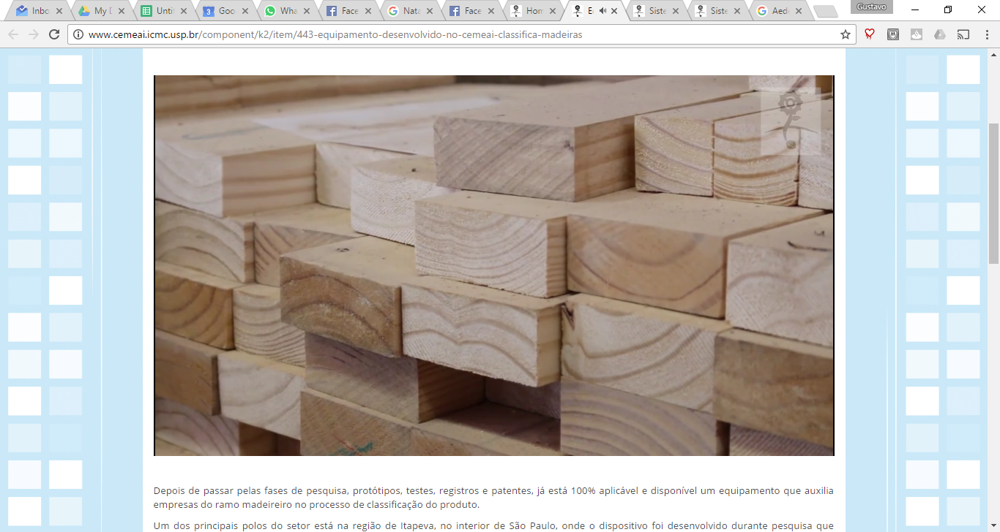 Inbo
My D
Untit
Goo
Wha
Face
Nata
Face
Hon
E
Siste
Siste
Aed
Gustavo
www.cemeai.icmc.usp.br/component/k2/item/443-equipamento-desenvolvido-no-cemeai-classifica-madeiras
Depois de passar pelas fases de pesquisa, protótipos, testes, registros e patentes, já está 100% aplicável e disponível um equipamento que auxilia
empresas do ramo madeireiro no processo de classificação do produto.
Um dos principais polos do setor está na região de Itapeva, no interior de São Paulo, onde o dispositivo foi desenvolvido durante pesquisa que